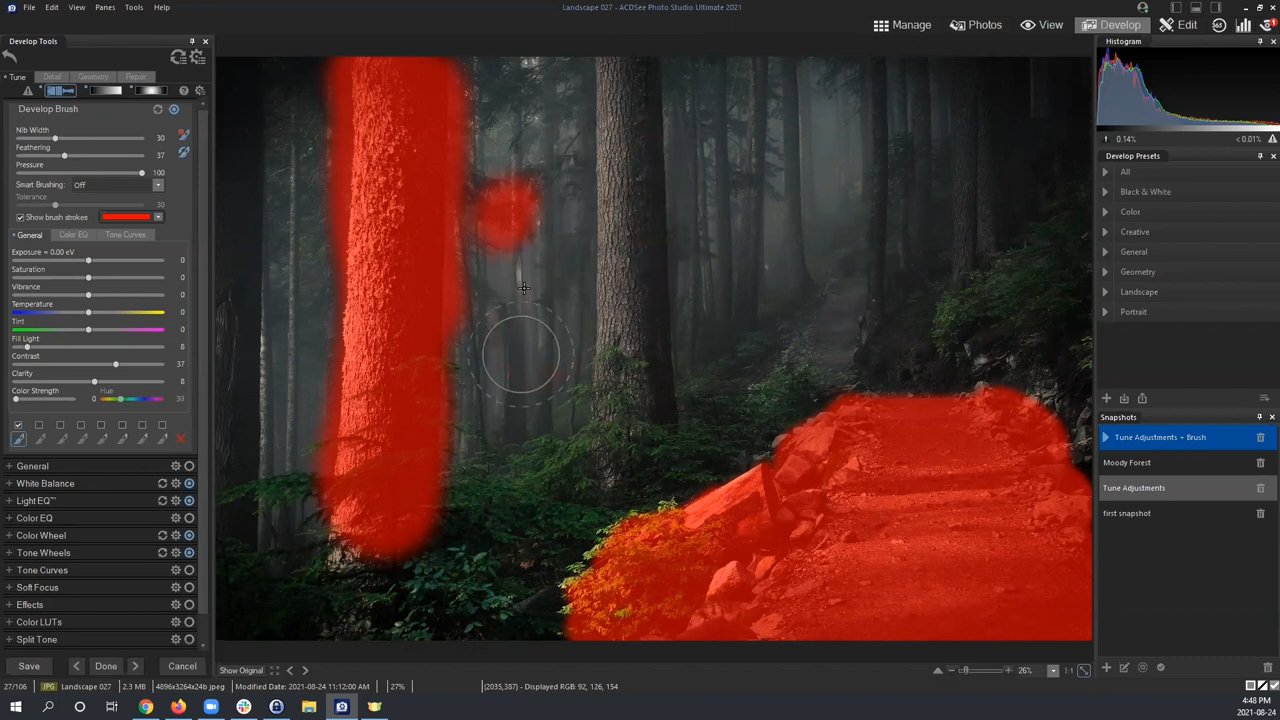 File Edit View Panes Tools Help
Landscape 027 - ACDSee Photo Studio Ultimate 2021
Manage Photos View Develop Edit 365
Develop Tools
Tune Detail Geometry Repair
Develop Brush
Nib Width 30
Feathering 37
Pressure 100
Smart Brushing: Off
Tolerance 30
Show brush strokes
General Color EQ Tone Curves
Exposure = 0.00 eV 0
Saturation 0
Vibrance 0
Temperature 0
Tint 0
Fill Light 8
Contrast 37
Clarity 8
Color Strength 0 Hue 30
+ General
+ White Balance
+ Light EQ™
+ Color EQ
+ Color Wheel
+ Tone Wheels
+ Tone Curves
+ Soft Focus
+ Effects
+ Color LUTs
+ Split Tone
Save Done Cancel
Show Original
26% 1:1
Histogram
0.14% < 0.01%
Develop Presets
All
Black & White
Color
Creative
General
Geometry
Landscape
Portrait
Snapshots
Tune Adjustments + Brush
Moody Forest
Tune Adjustments
first snapshot
27/106 JPG Landscape 027 2.3 MB 4896x3264x24b jpeg Modified Date: 2021-08-24 11:12:00 AM 27% (2035,387) - Displayed RGB: 92, 126, 154
4:48 PM
2021-08-24